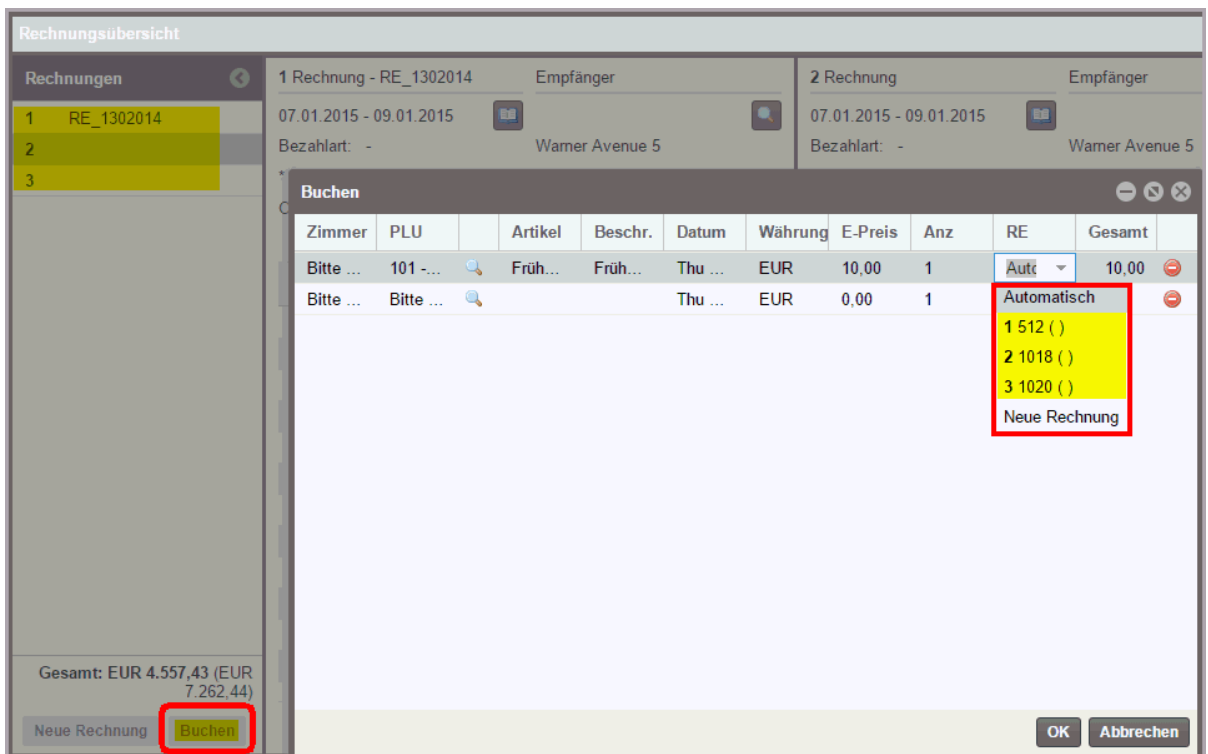 Rechnungsübersicht
Rechnungen
1 RE_1302014
2
3
Gesamt: EUR 4.557,43 (EUR
7.262,44)
Neue Rechnung Buchen
1 Rechnung - RE_1302014 Empfänger
07.01.2015 - 09.01.2015
Bezahlart: - Warner Avenue 5
*
2 Rechnung Empfänger
07.01.2015 - 09.01.2015
Bezahlart: - Warner Avenue 5
Buchen
Zimmer PLU Artikel Beschr. Datum Währung E-Preis Anz RE Gesamt
Bitte ... 101 -... Früh... Früh... Thu ... EUR 10,00 1 Autc 10,00
Bitte ... Bitte ... Thu ... EUR 0,00 1
Automatisch
1 512 ( )
2 1018 ( )
3 1020 ( )
Neue Rechnung
OK Abbrechen